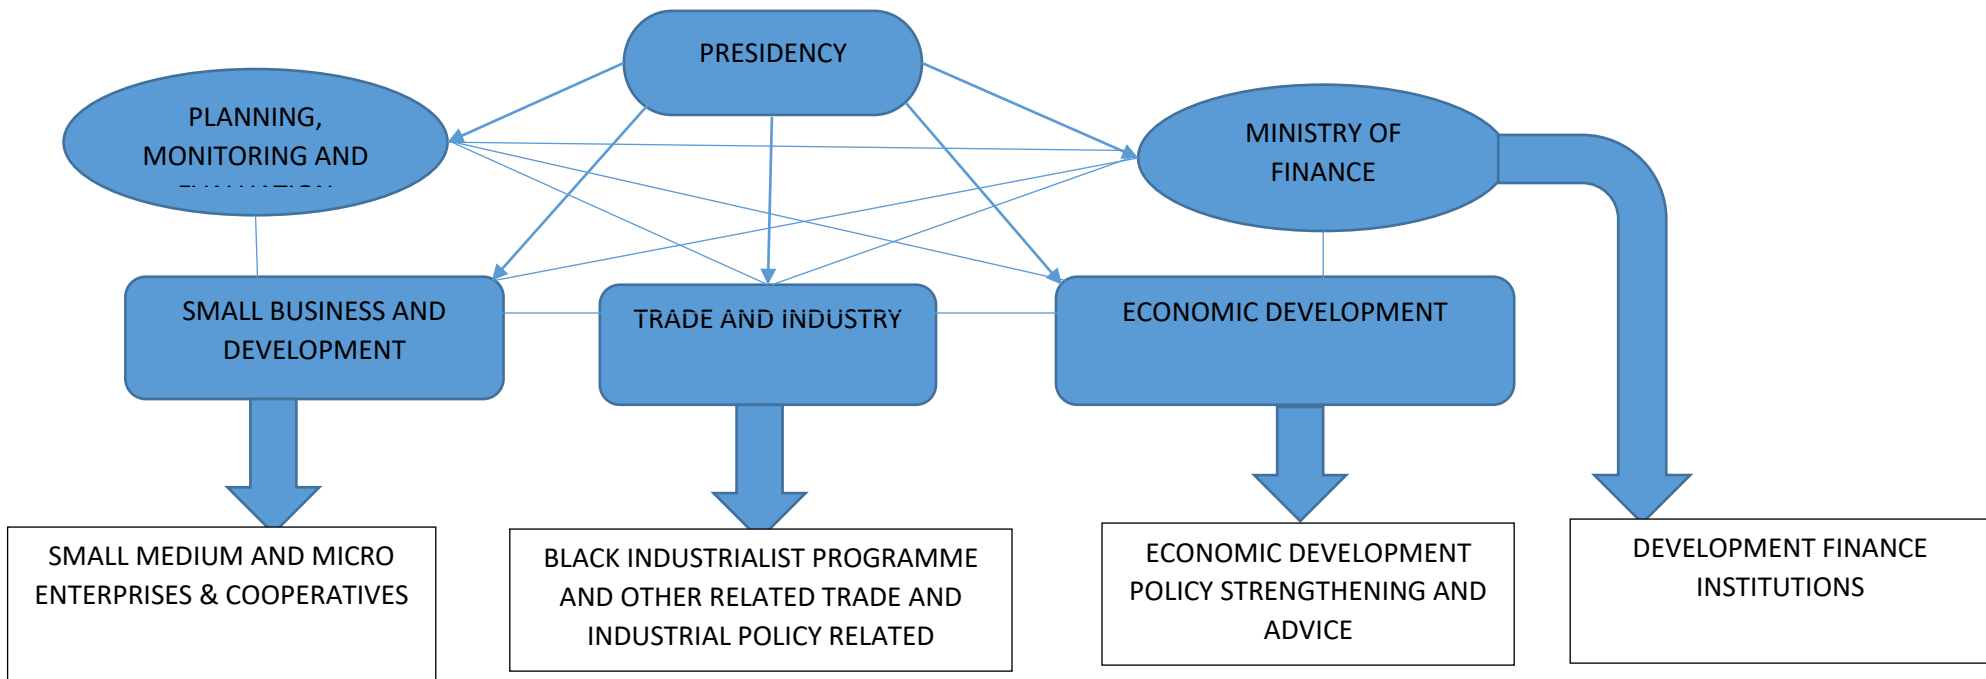 PRESIDENCY
PLANNING,
MONITORING AND
MINISTRY OF
FINANCE
SMALL BUSINESS AND
DEVELOPMENT
TRADE AND INDUSTRY
ECONOMIC DEVELOPMENT
SMALL MEDIUM AND MICRO
ENTERPRISES & COOPERATIVES
BLACK INDUSTRIALIST PROGRAMME
AND OTHER RELATED TRADE AND
INDUSTRIAL POLICY RELATED
ECONOMIC DEVELOPMENT
POLICY STRENGTHENING AND
ADVICE
DEVELOPMENT FINANCE
INSTITUTIONS